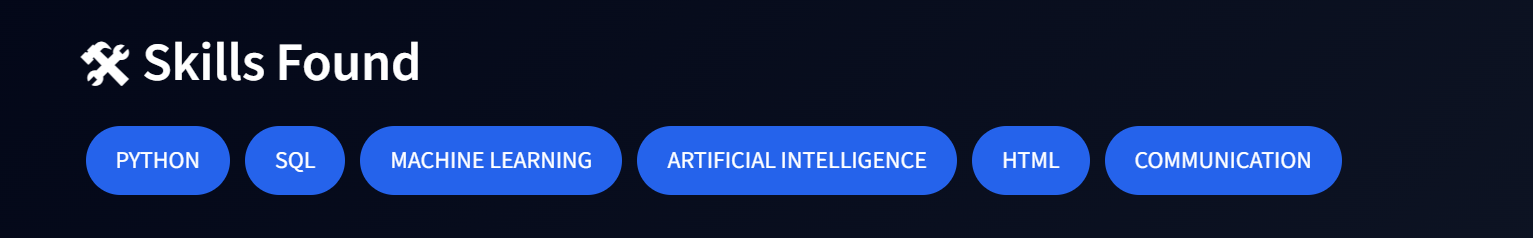 🛠 Skills Found
PYTHON SQL MACHINE LEARNING ARTIFICIAL INTELLIGENCE HTML COMMUNICATION